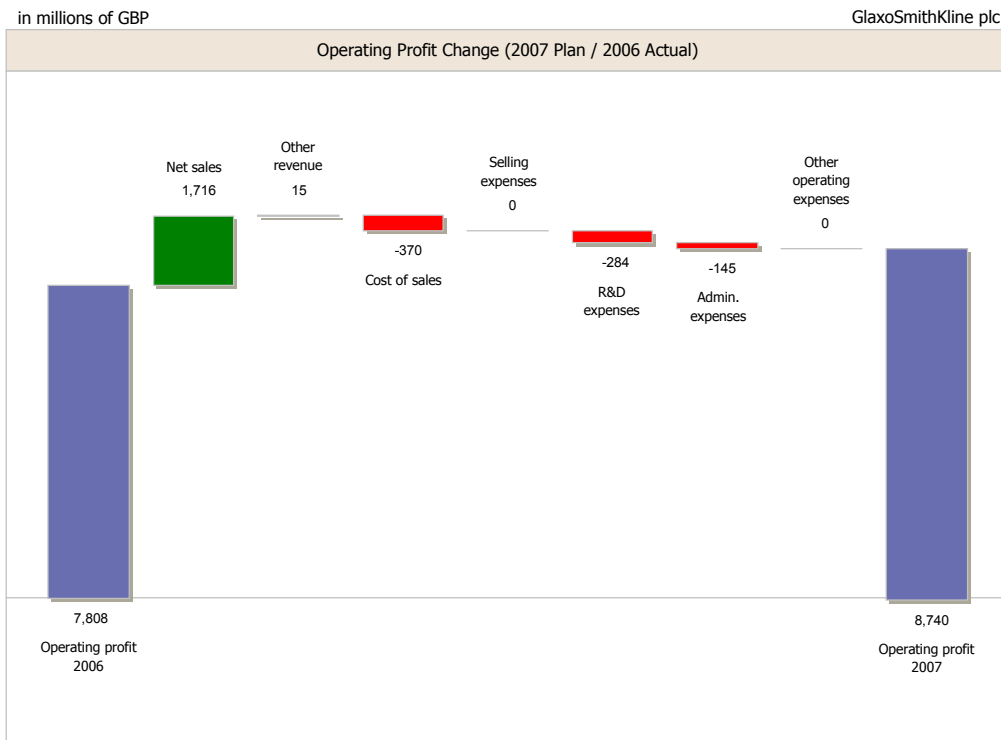 in millions of GBP
GlaxoSmithKline plc
Operating Profit Change (2007 Plan / 2006 Actual)
Net sales
1,716
Other
revenue
15
-370
Cost of sales
Selling
expenses
0
-284
R&D
expenses
-145
Admin.
expenses
Other
operating
expenses
0
7,808
Operating profit
2006
8,740
Operating profit
2007